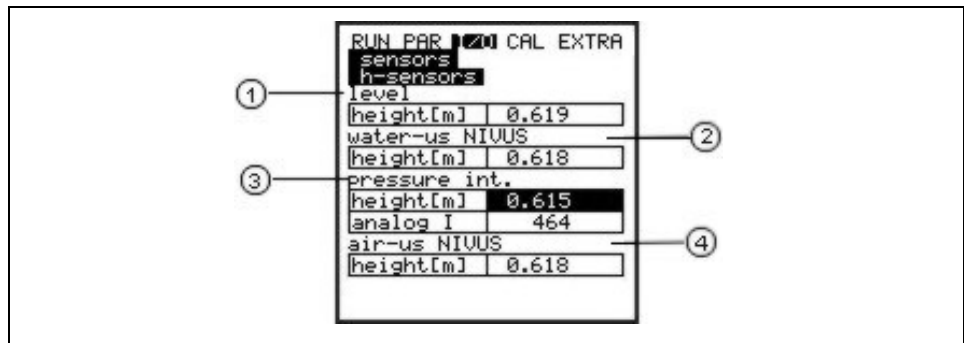 RUN PAR I/O CAL EXTRA
sensors
h-sensors
1
level
height[m] 0.619
water-us NIVUS
2
height[m] 0.618
3
pressure int.
height[m] 0.615
analog I 464
air-us NIVUS
4
height[m] 0.618